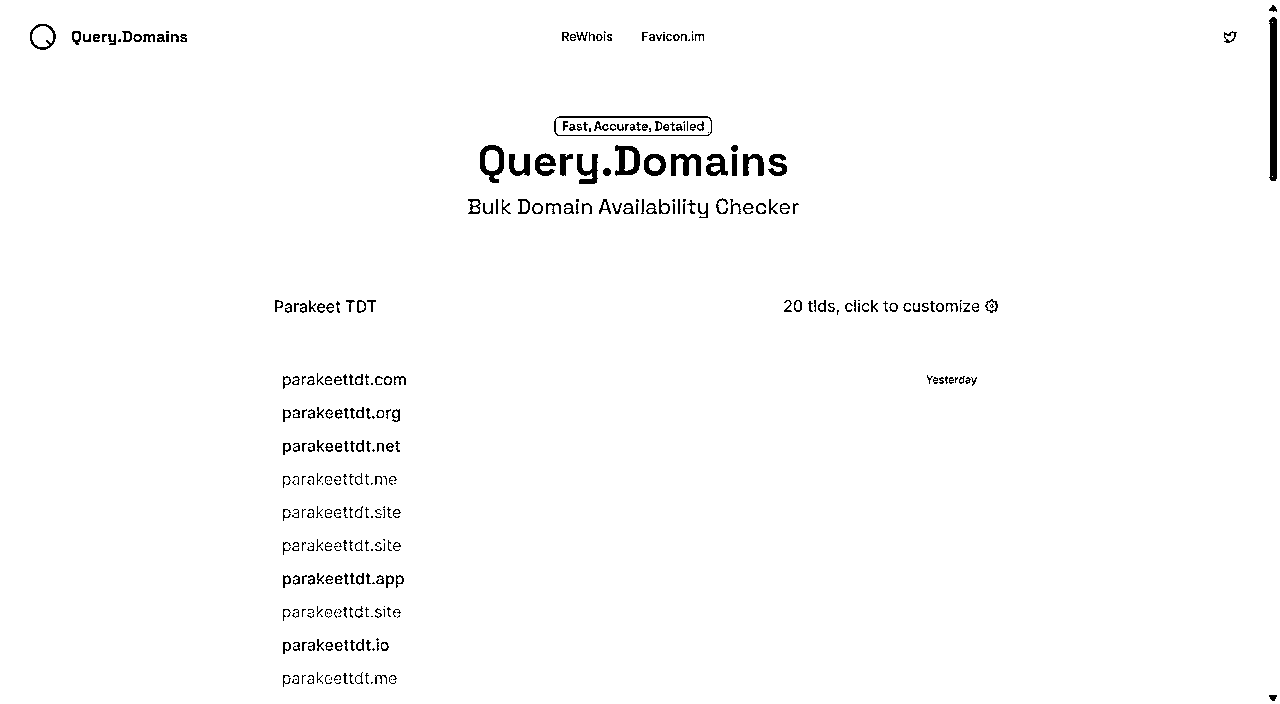 Query.Domains
ReWhois Favicon.im
Fast, Accurate, Detailed
Query.Domains
Bulk Domain Availability Checker
Parakeet TDT
20 tlds, click to customize
parakeettdt.com Yesterday
parakeettdt.org
parakeettdt.net
parakeettdt.me
parakeettdt.site
parakeettdt.site
parakeettdt.app
parakeettdt.site
parakeettdt.io
parakeettdt.me